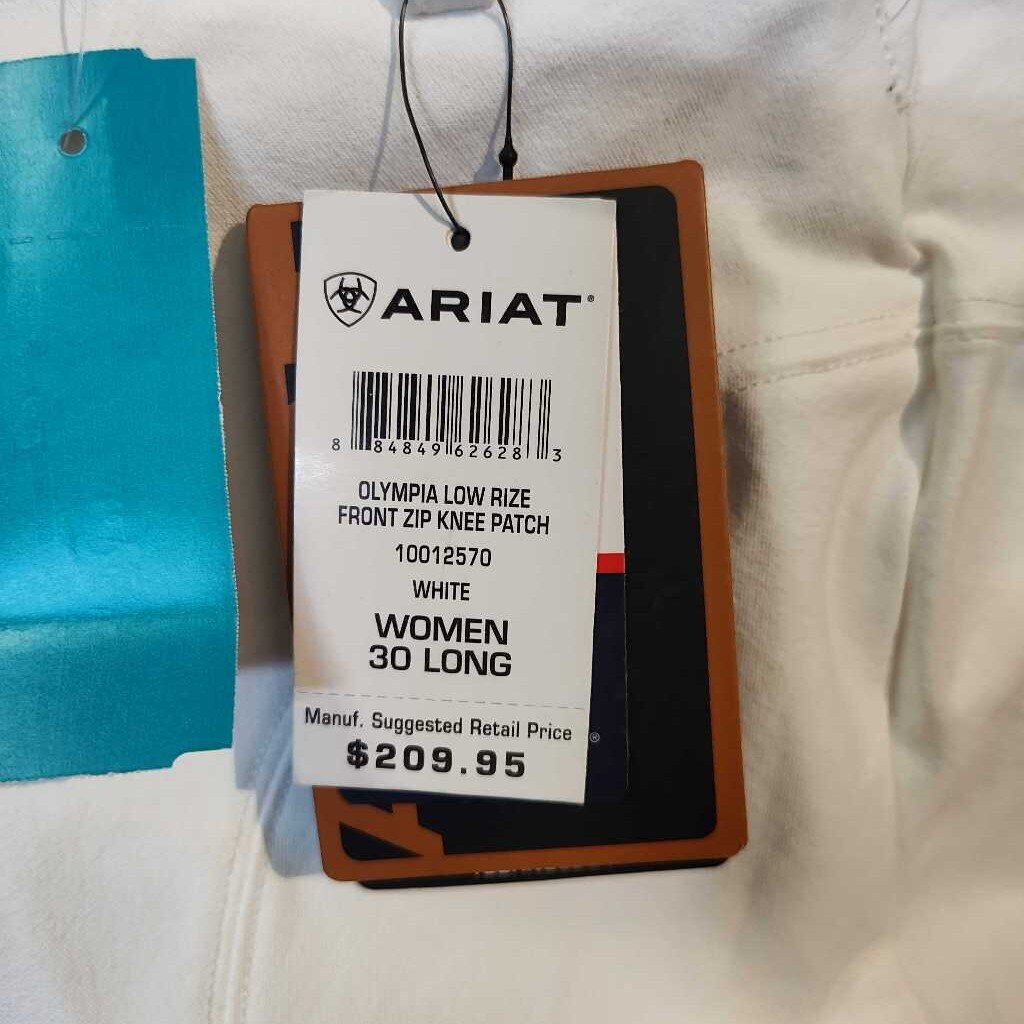 ARIAT®
8 84849 62628 3
OLYMPIA LOW RIZE
FRONT ZIP KNEE PATCH
10012570
WHITE
WOMEN
30 LONG
Manuf. Suggested Retail Price
$209.95
®